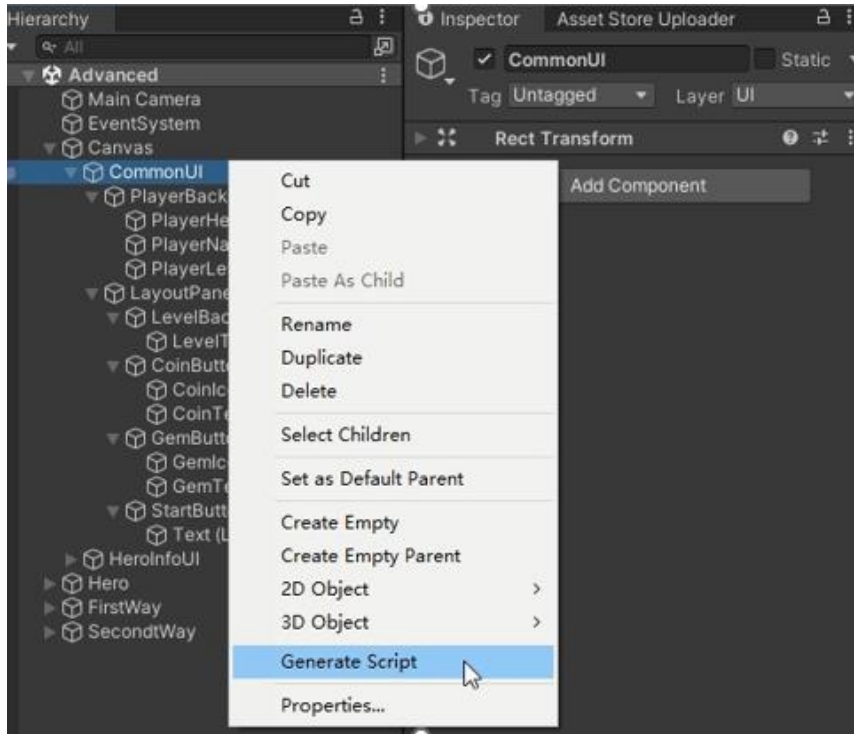 Hierarchy
All
Advanced
Main Camera
EventSystem
Canvas
CommonUI
PlayerBack
PlayerHe
PlayerNa
PlayerLe
LayoutPane
LevelBac
LevelT
CoinButt
CoinIc
CoinTe
GemButt
GemIc
GemTe
StartButt
Text (L
HeroInfoUI
Hero
FirstWay
SecondtWay
Cut
Copy
Paste
Paste As Child
Rename
Duplicate
Delete
Select Children
Set as Default Parent
Create Empty
Create Empty Parent
2D Object
3D Object
Generate Script
Properties...
Inspector Asset Store Uploader
CommonUI Static
Tag Untagged Layer UI
Rect Transform
Add Component